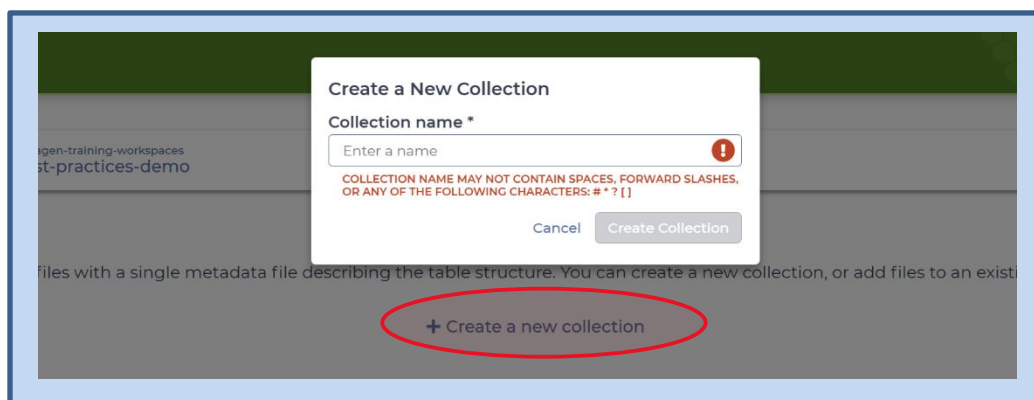 Create a New Collection
Collection name *
agen-training-workspaces
st-practices-demo
Enter a name
COLLECTION NAME MAY NOT CONTAIN SPACES, FORWARD SLASHES,
OR ANY OF THE FOLLOWING CHARACTERS: # * ? [ ]
Cancel
Create Collection
files with a single metadata file describing the table structure. You can create a new collection, or add files to an existi
+ Create a new collection